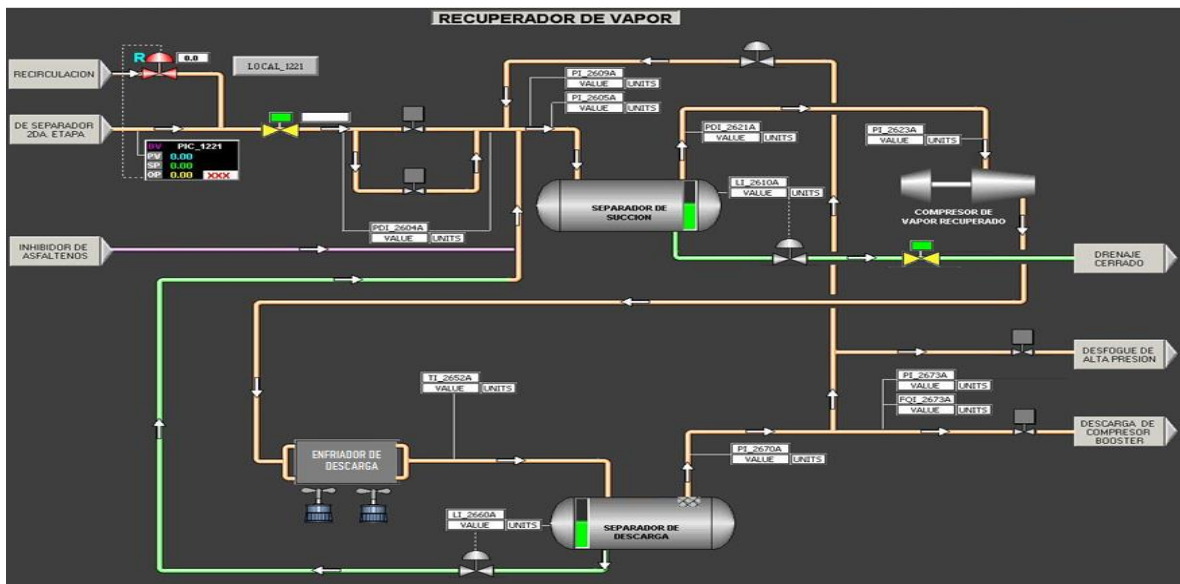 RECUPERADOR DE VAPOR
R
0.0
LOCAL_1221
RECIRCULACION
DE SEPARADOR
2DA. ETAPA
DV PIC_1221
PV 0.00
SP 0.00
OP 0.00 XXX
PI_2609A
VALUE UNITS
PI_2605A
VALUE UNITS
PDI_2621A
VALUE UNITS
PI_2623A
VALUE UNITS
LI_2610A
VALUE UNITS
SEPARADOR DE
SUCCION
COMPRESOR DE
VAPOR RECUPERADO
PDI_2604A
VALUE UNITS
INHIBIDOR DE
ASFALTENOS
DRENAJE
CERRADO
DESFOGUE DE
ALTA PRESION
TI_2652A
VALUE UNITS
PI_2673A
VALUE UNITS
FQI_2673A
VALUE UNITS
DESCARGA DE
COMPRESOR
BOOSTER
ENFRIADOR DE
DESCARGA
PI_2670A
VALUE UNITS
LI_2660A
VALUE UNITS
SEPARADOR DE
DESCARGA